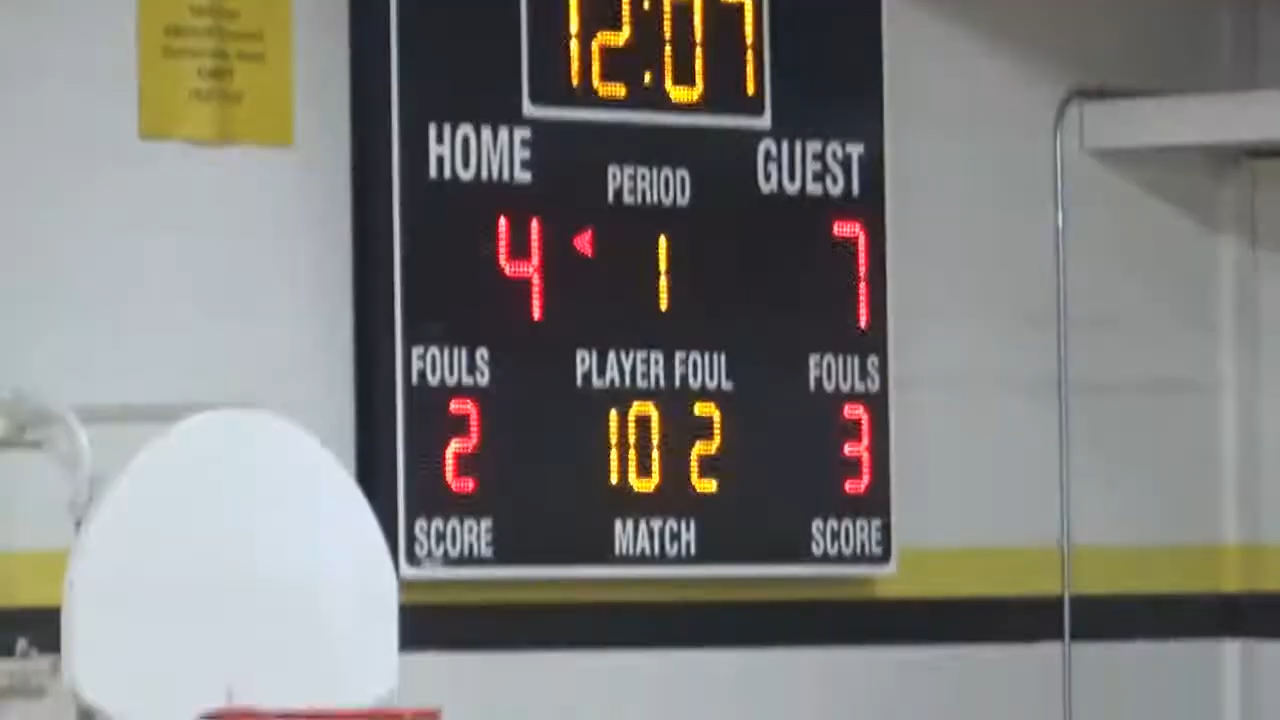 12:07
HOME GUEST
PERIOD
4 1 7
FOULS PLAYER FOUL FOULS
2 10 2 3
SCORE MATCH SCORE